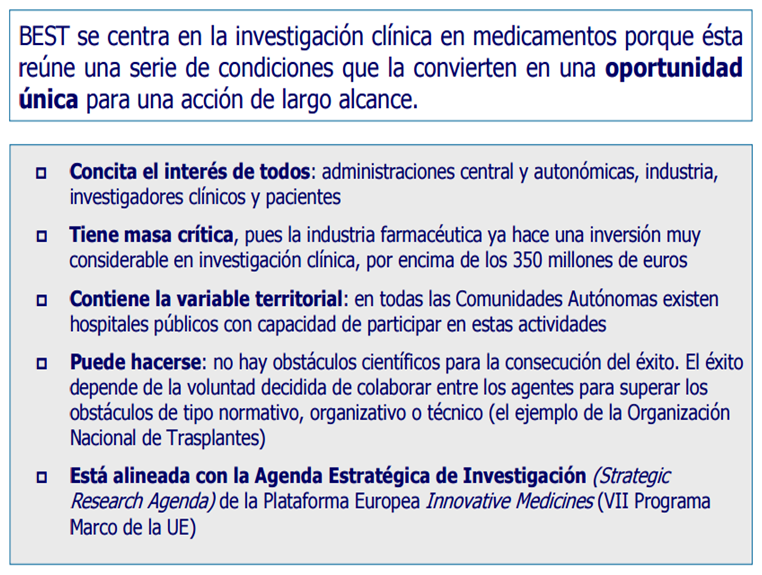 BEST se centra en la investigación clínica en medicamentos porque ésta
reúne una serie de condiciones que la convierten en una oportunidad
única para una acción de largo alcance.
Concita el interés de todos: administraciones central y autonómicas, industria,
investigadores clínicos y pacientes
Tiene masa crítica, pues la industria farmacéutica ya hace una inversión muy
considerable en investigación clínica, por encima de los 350 millones de euros
Contiene la variable territorial: en todas las Comunidades Autónomas existen
hospitales públicos con capacidad de participar en estas actividades
Puede hacerse: no hay obstáculos científicos para la consecución del éxito. El éxito
depende de la voluntad decidida de colaborar entre los agentes para superar los
obstáculos de tipo normativo, organizativo o técnico (el ejemplo de la Organización
Nacional de Trasplantes)
Está alineada con la Agenda Estratégica de Investigación (Strategic
Research Agenda) de la Plataforma Europea Innovative Medicines (VII Programa
Marco de la UE)